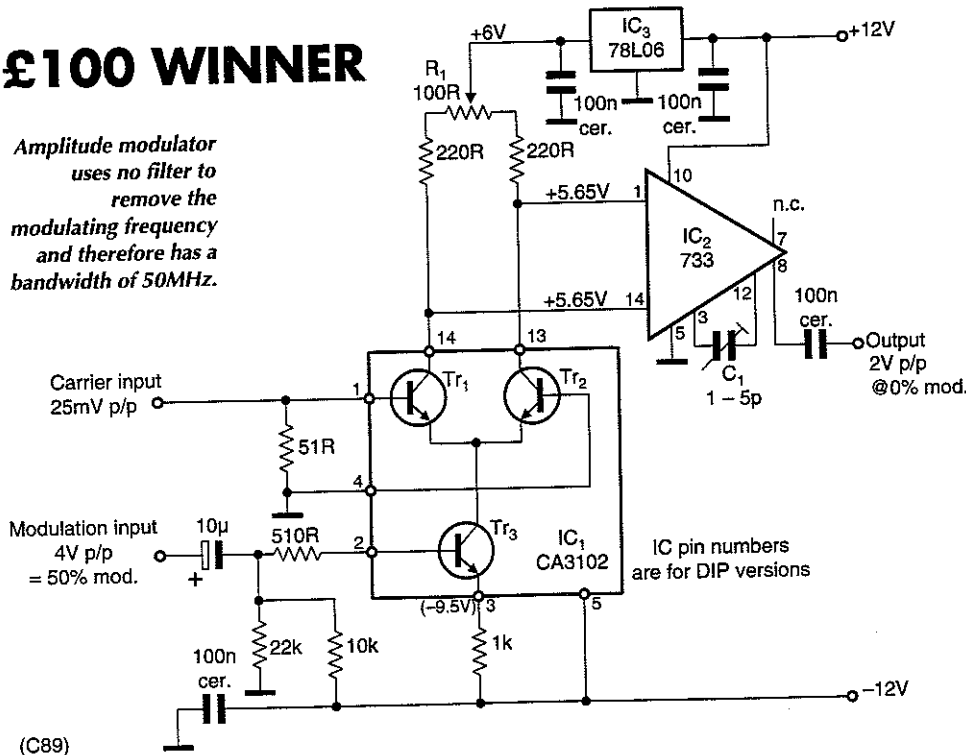 £100 WINNER
Amplitude modulator
uses no filter to
remove the
modulating frequency
and therefore has a
bandwidth of 50MHz.
+6V
IC3
78L06
+12V
R1
100R
100n
cer.
100n
cer.
220R
220R
+5.65V
1
10
n.c.
7
IC2
733
8
12
+5.65V
14
3
5
100n
cer.
C1
1 – 5p
Output
2V p/p
@0% mod.
14
13
Carrier input
25mV p/p
1
Tr1
Tr2
51R
4
Modulation input
4V p/p
= 50% mod.
10µ
+
510R
2
Tr3
IC1
CA3102
IC pin numbers
are for DIP versions
(–9.5V)
3
5
22k
10k
1k
100n
cer.
–12V
(C89)